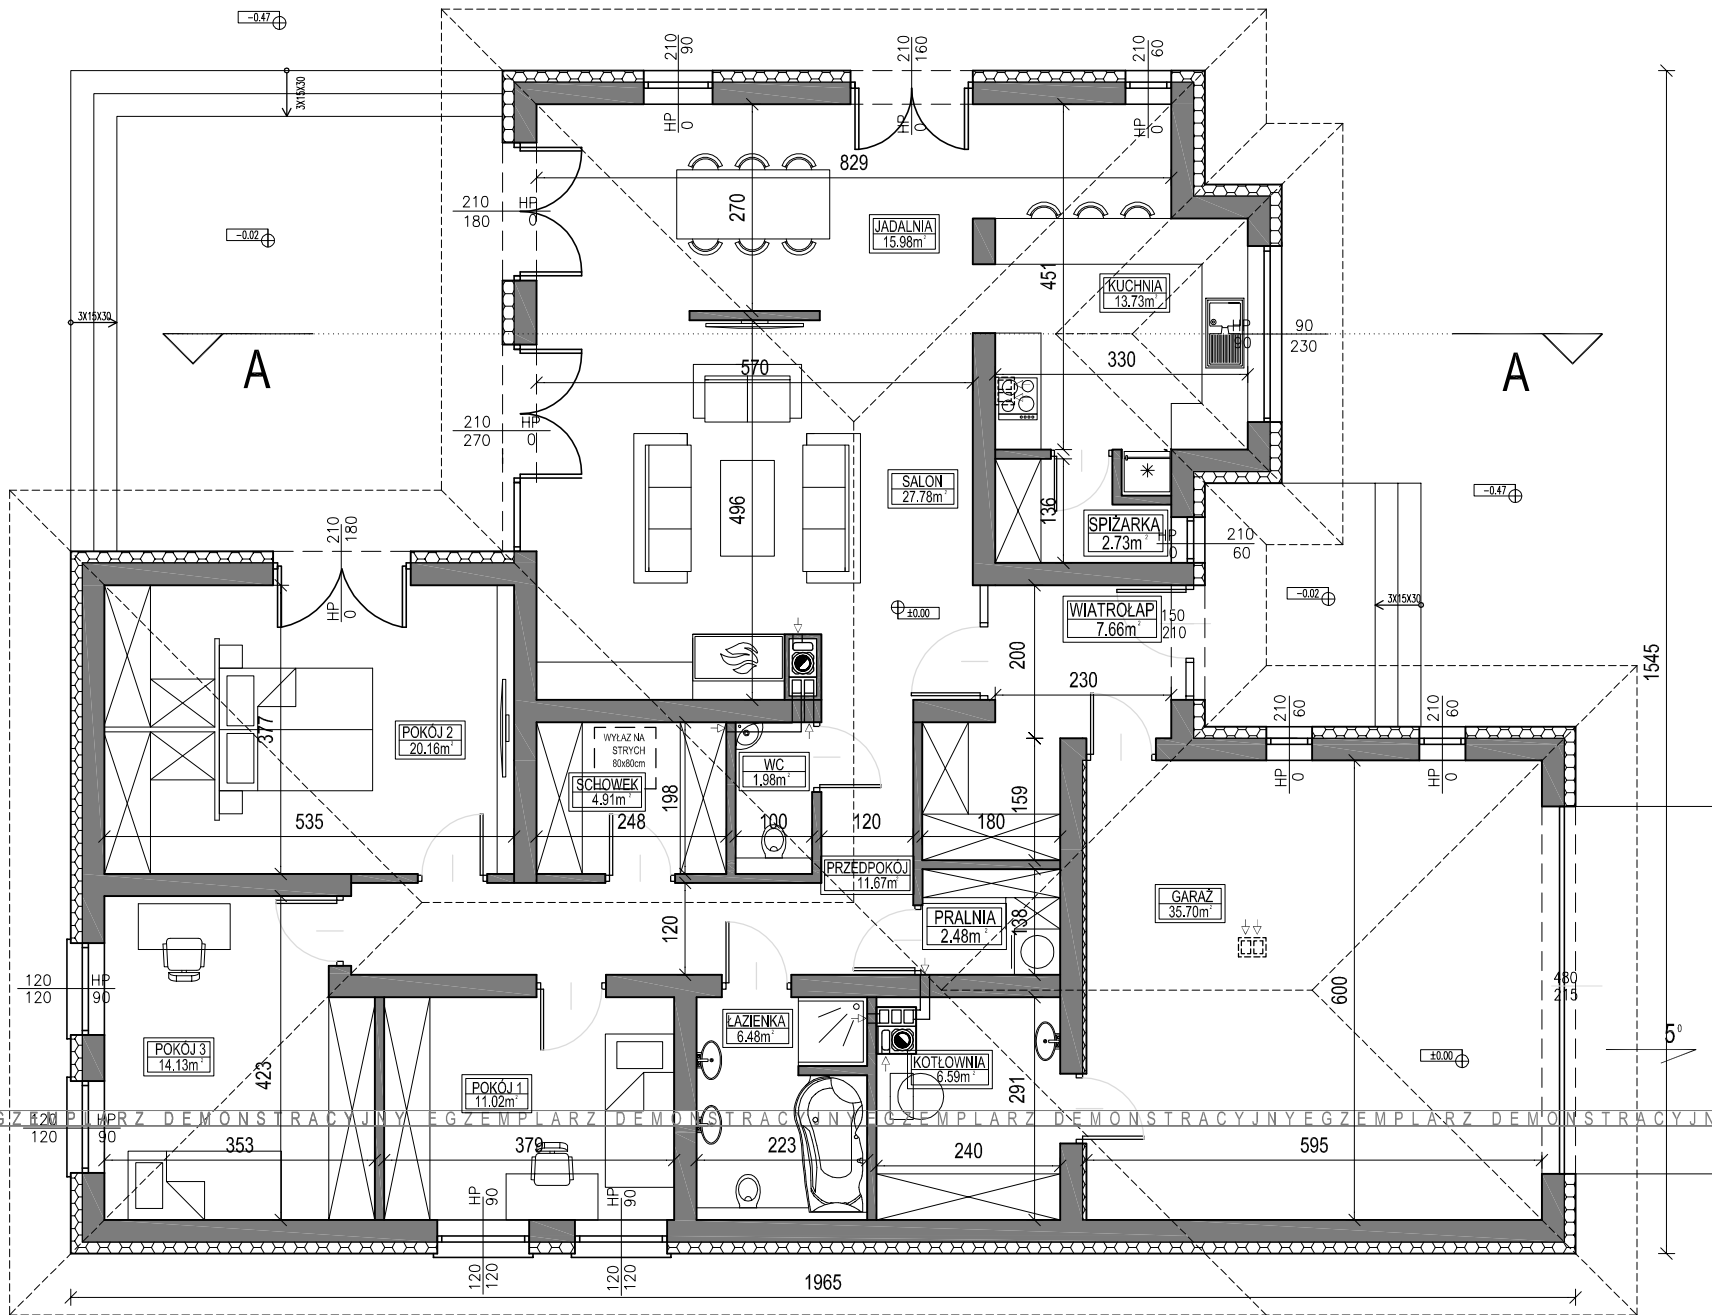 -0.47
210
90
210
160
210
60
3X15X30
HP
0
HP
0
HP
0
829
210
180
HP
0
270
JADALNIA
15.98m²
-0.02
451
KUCHNIA
13.73m²
3X15X30
HP
90
90
230
A
A
570
330
210
270
HP
0
SALON
27.78m²
-0.47
496
136
SPIŻARKA
2.73m²
HP
0
210
60
210
180
HP
0
-0.02
3X15X30
±0.00
WIATROŁAP
7.66m²
150
210
200
1545
230
210
60
210
60
377
POKÓJ 2
20.16m²
WYŁAZ NA
STRYCH
80x80cm
WC
1.98m²
HP
0
HP
0
SCHOWEK
4.91m²
198
159
535
248
100
120
180
PRZEDPOKÓJ
11.67m²
GARAŻ
35.70m²
120
PRALNIA
2.48m²
138
120
120
HP
90
600
480
215
ŁAZIENKA
6.48m²
5°
POKÓJ 3
14.13m²
423
KOTŁOWNIA
6.59m²
±0.00
POKÓJ 1
11.02m²
291
GZEMPLARZ DEMONSTRACYJNY EGZEMPLARZ DEMONSTRACYJNY EGZEMPLARZ DEMONSTRACYJNY EGZEMPLARZ DEMONSTRACYJN
120
120
HP
90
353
379
223
240
595
HP
90
HP
90
120
120
120
120
1965